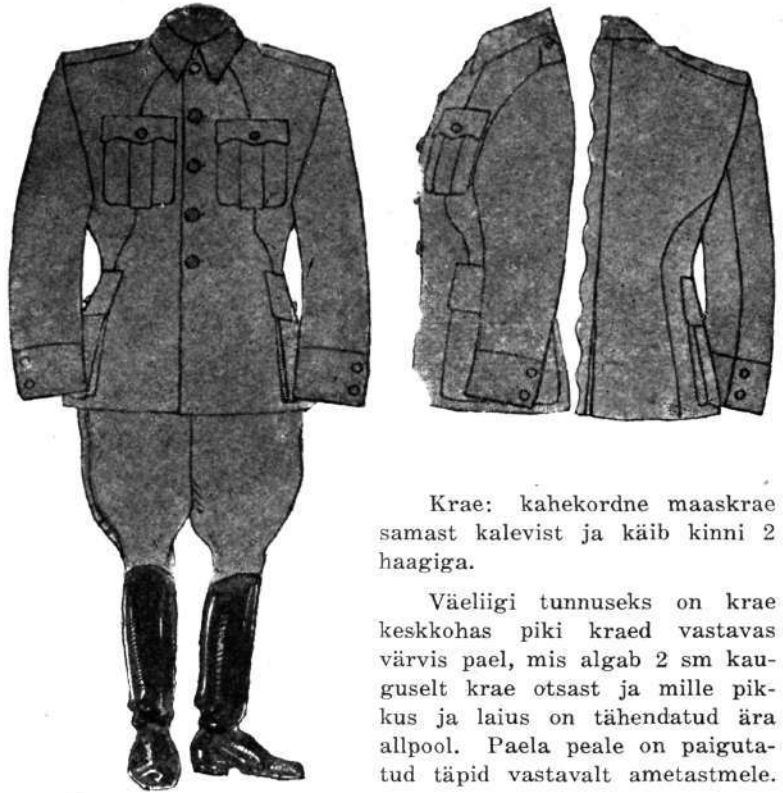 Krae: kahekordne maaskrae
samast kalevist ja käib kinni 2
haagiga.
Väeliigi tunnuseks on krae
keskkohas piki kraed vastavas
värvis pael, mis algab 2 sm kau-
guselt krae otsast ja mille pik-
kus ja laius on tähendatud ära
allpool. Paela peale on paiguta-
tud täpid vastavalt ametastmele.